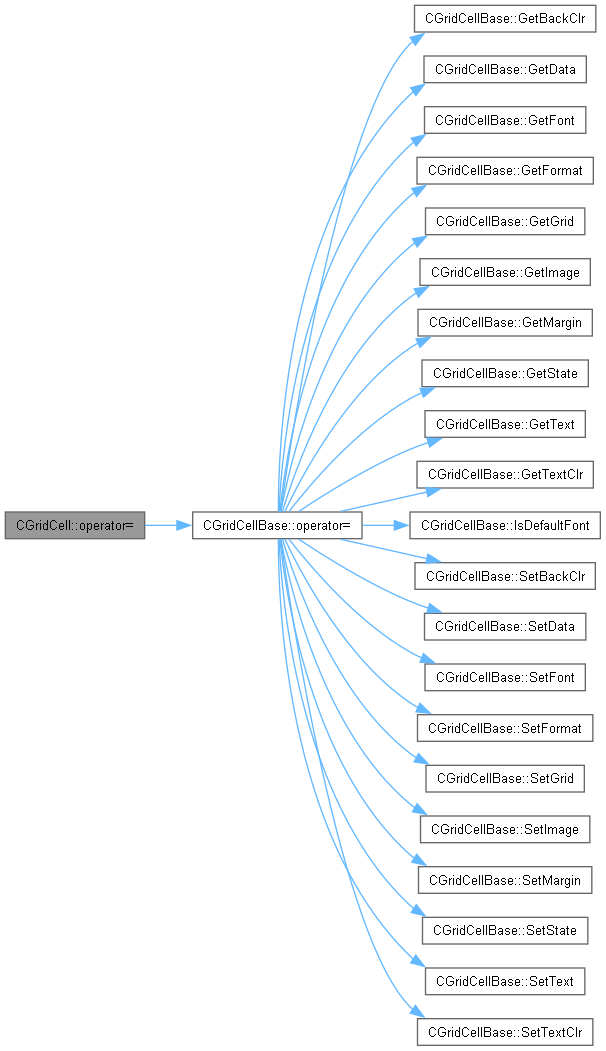 CGridCellBase::GetBackClr
CGridCellBase::GetData
CGridCellBase::GetFont
CGridCellBase::GetFormat
CGridCellBase::GetGrid
CGridCellBase::GetImage
CGridCellBase::GetMargin
CGridCellBase::GetState
CGridCellBase::GetText
CGridCellBase::GetTextClr
CGridCell::operator=
CGridCellBase::operator=
CGridCellBase::IsDefaultFont
CGridCellBase::SetBackClr
CGridCellBase::SetData
CGridCellBase::SetFont
CGridCellBase::SetFormat
CGridCellBase::SetGrid
CGridCellBase::SetImage
CGridCellBase::SetMargin
CGridCellBase::SetState
CGridCellBase::SetText
CGridCellBase::SetTextClr